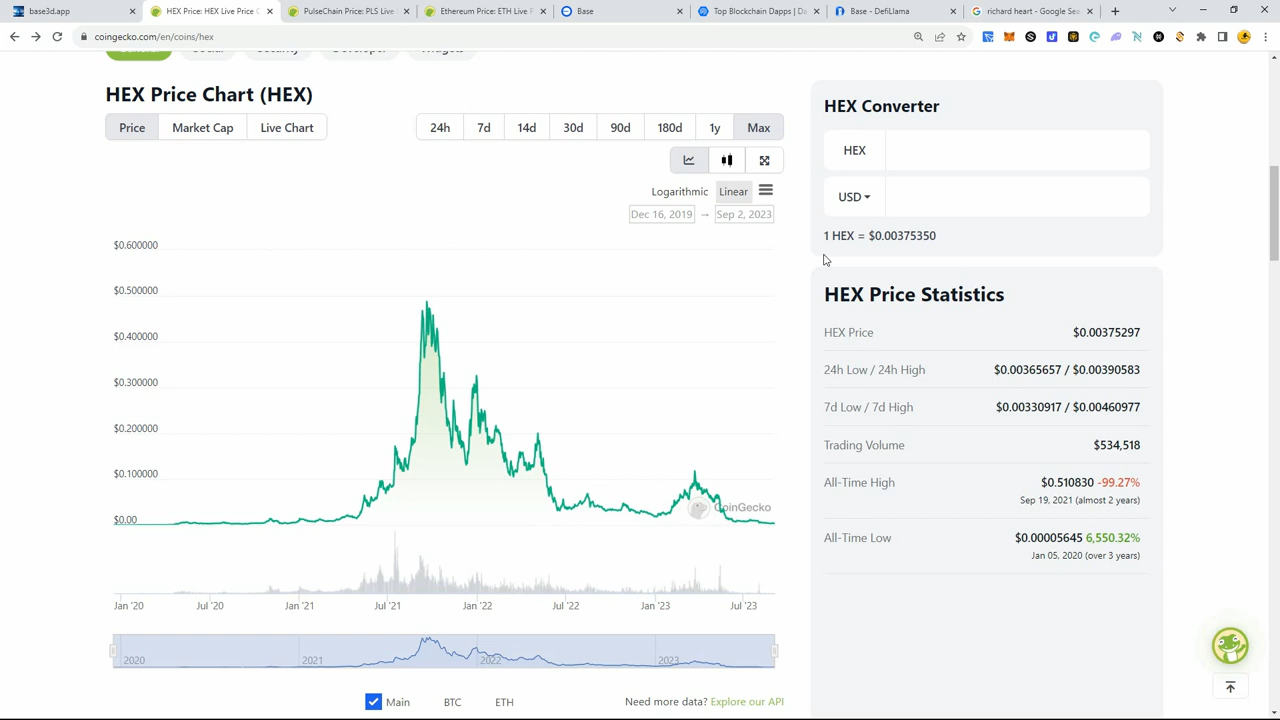 base3d.app
HEX Price: HEX Live Price C
PulseChain Price: PLS Live
Ethereum Price: ETH Live P
Base
Top Blockchain Dapps | Da
Base - DefiLlama
richard heart - Google Sea
coingecko.com/en/coins/hex
Social
Security
Developer
Widgets
HEX Price Chart (HEX)
Price
Market Cap
Live Chart
24h
7d
14d
30d
90d
180d
1y
Max
Logarithmic
Linear
Dec 16, 2019 → Sep 2, 2023
$0.600000
$0.500000
$0.400000
$0.300000
$0.200000
$0.100000
$0.00
CoinGecko
Jan '20
Jul '20
Jan '21
Jul '21
Jan '22
Jul '22
Jan '23
Jul '23
2020
2021
2022
2023
Main
BTC
ETH
Need more data? Explore our API
HEX Converter
HEX
USD
1 HEX = $0.00375350
HEX Price Statistics
HEX Price $0.00375297
24h Low / 24h High $0.00365657 / $0.00390583
7d Low / 7d High $0.00330917 / $0.00460977
Trading Volume $534,518
All-Time High $0.510830 -99.27%
Sep 19, 2021 (almost 2 years)
All-Time Low $0.00005645 6,550.32%
Jan 05, 2020 (over 3 years)